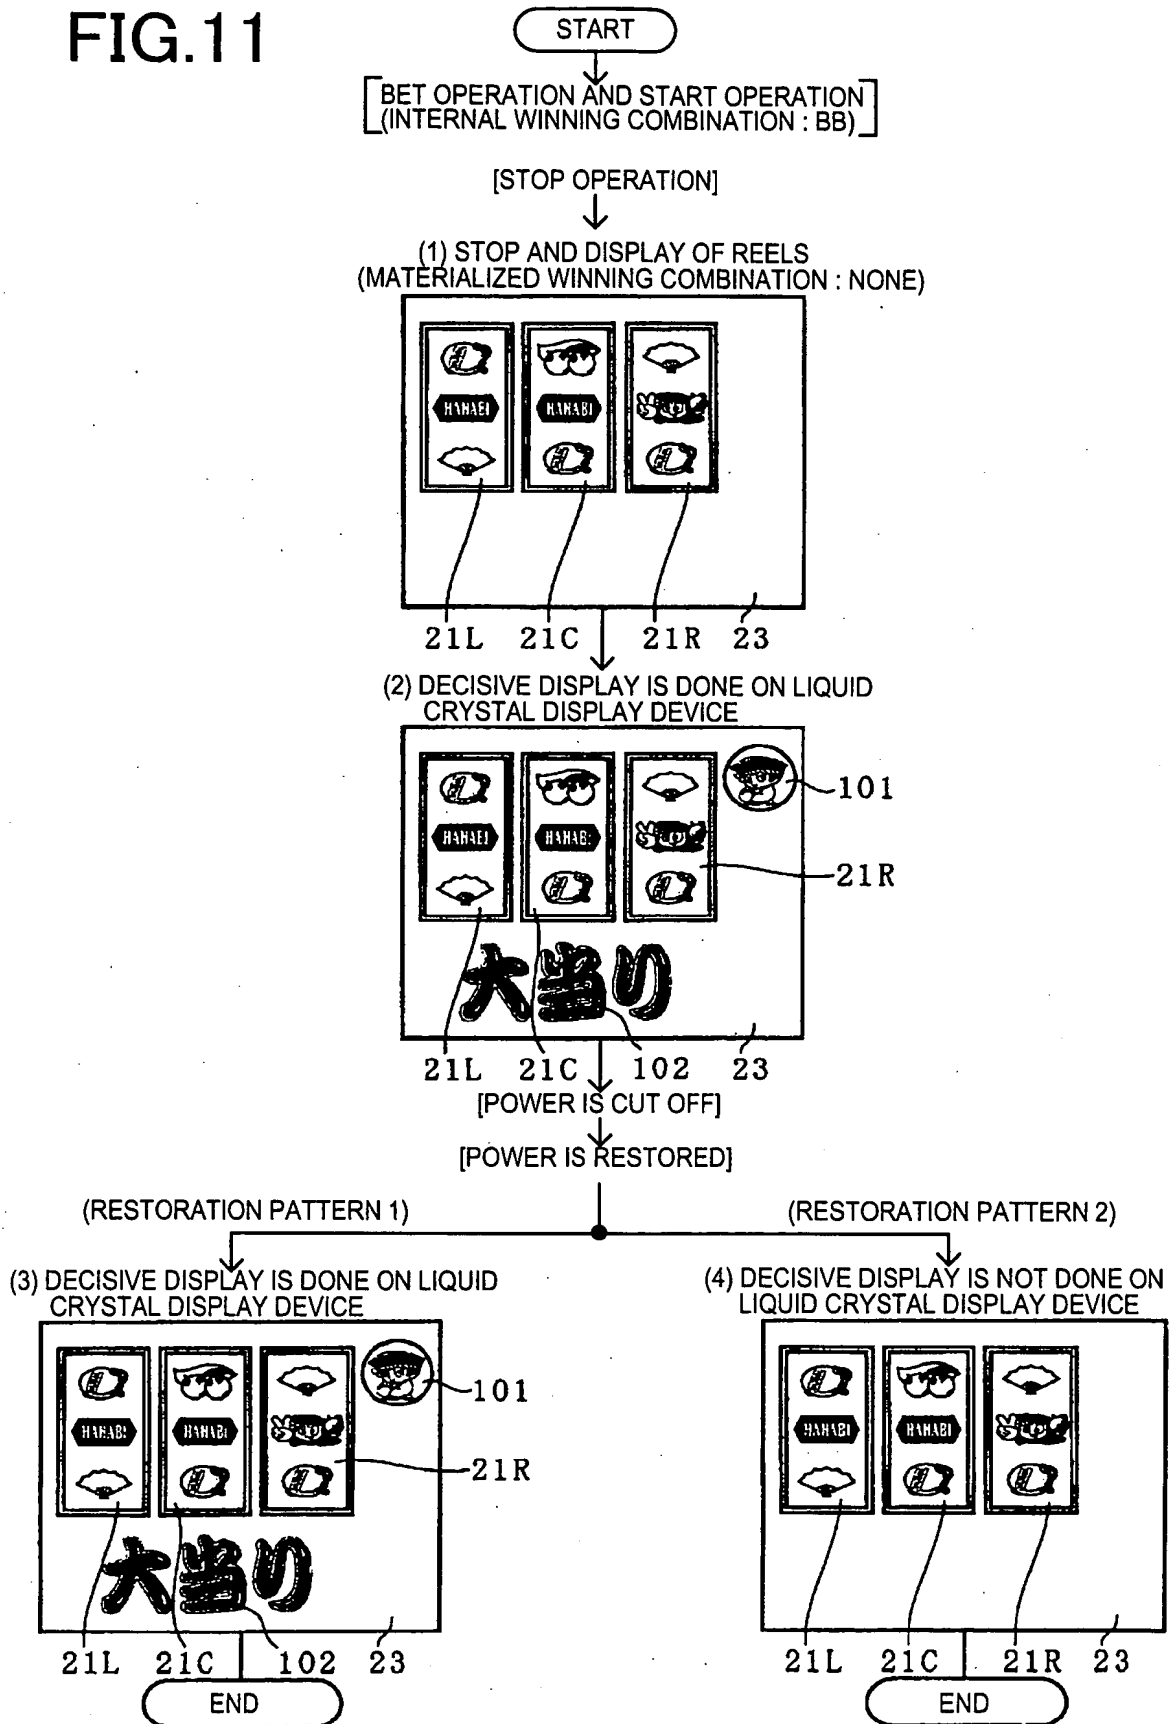 FIG.11
START
[BET OPERATION AND START OPERATION
(INTERNAL WINNING COMBINATION : BB)]
[STOP OPERATION]
(1) STOP AND DISPLAY OF REELS
(MATERIALIZED WINNING COMBINATION : NONE)
HANABI HANABI
21L 21C 21R 23
(2) DECISIVE DISPLAY IS DONE ON LIQUID
CRYSTAL DISPLAY DEVICE
101
HANABI HANABI
21R
大当り
21L 21C 102 23
[POWER IS CUT OFF]
[POWER IS RESTORED]
(RESTORATION PATTERN 1)
(RESTORATION PATTERN 2)
(3) DECISIVE DISPLAY IS DONE ON LIQUID
CRYSTAL DISPLAY DEVICE
101
HANABI HANABI
21R
大当り
21L 21C 102 23
END
(4) DECISIVE DISPLAY IS NOT DONE ON
LIQUID CRYSTAL DISPLAY DEVICE
HANABI HANABI
21L 21C 21R 23
END